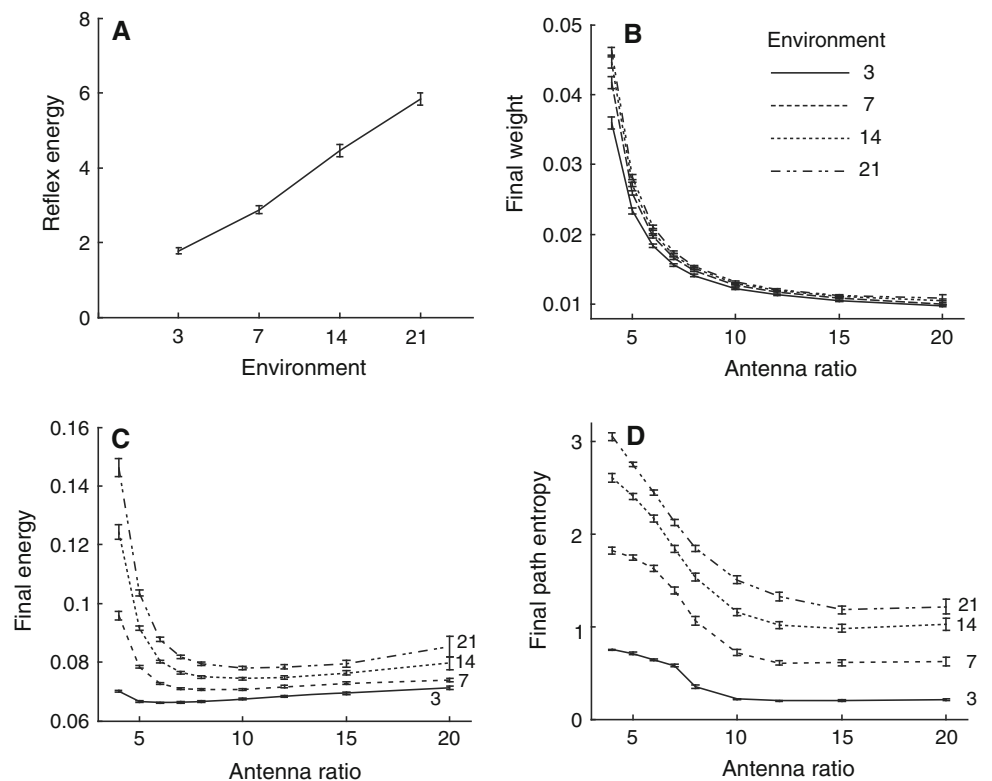 A
Reflex energy
8
6
4
2
0
3 7 14 21
Environment
B
Final weight
0.05
0.04
0.03
0.02
0.01
5 10 15 20
Antenna ratio
Environment
3
7
14
21
C
Final energy
0.16
0.14
0.12
0.1
0.08
0.06
21
14
7
3
5 10 15 20
Antenna ratio
D
Final path entropy
3
2
1
0
21
14
7
3
5 10 15 20
Antenna ratio